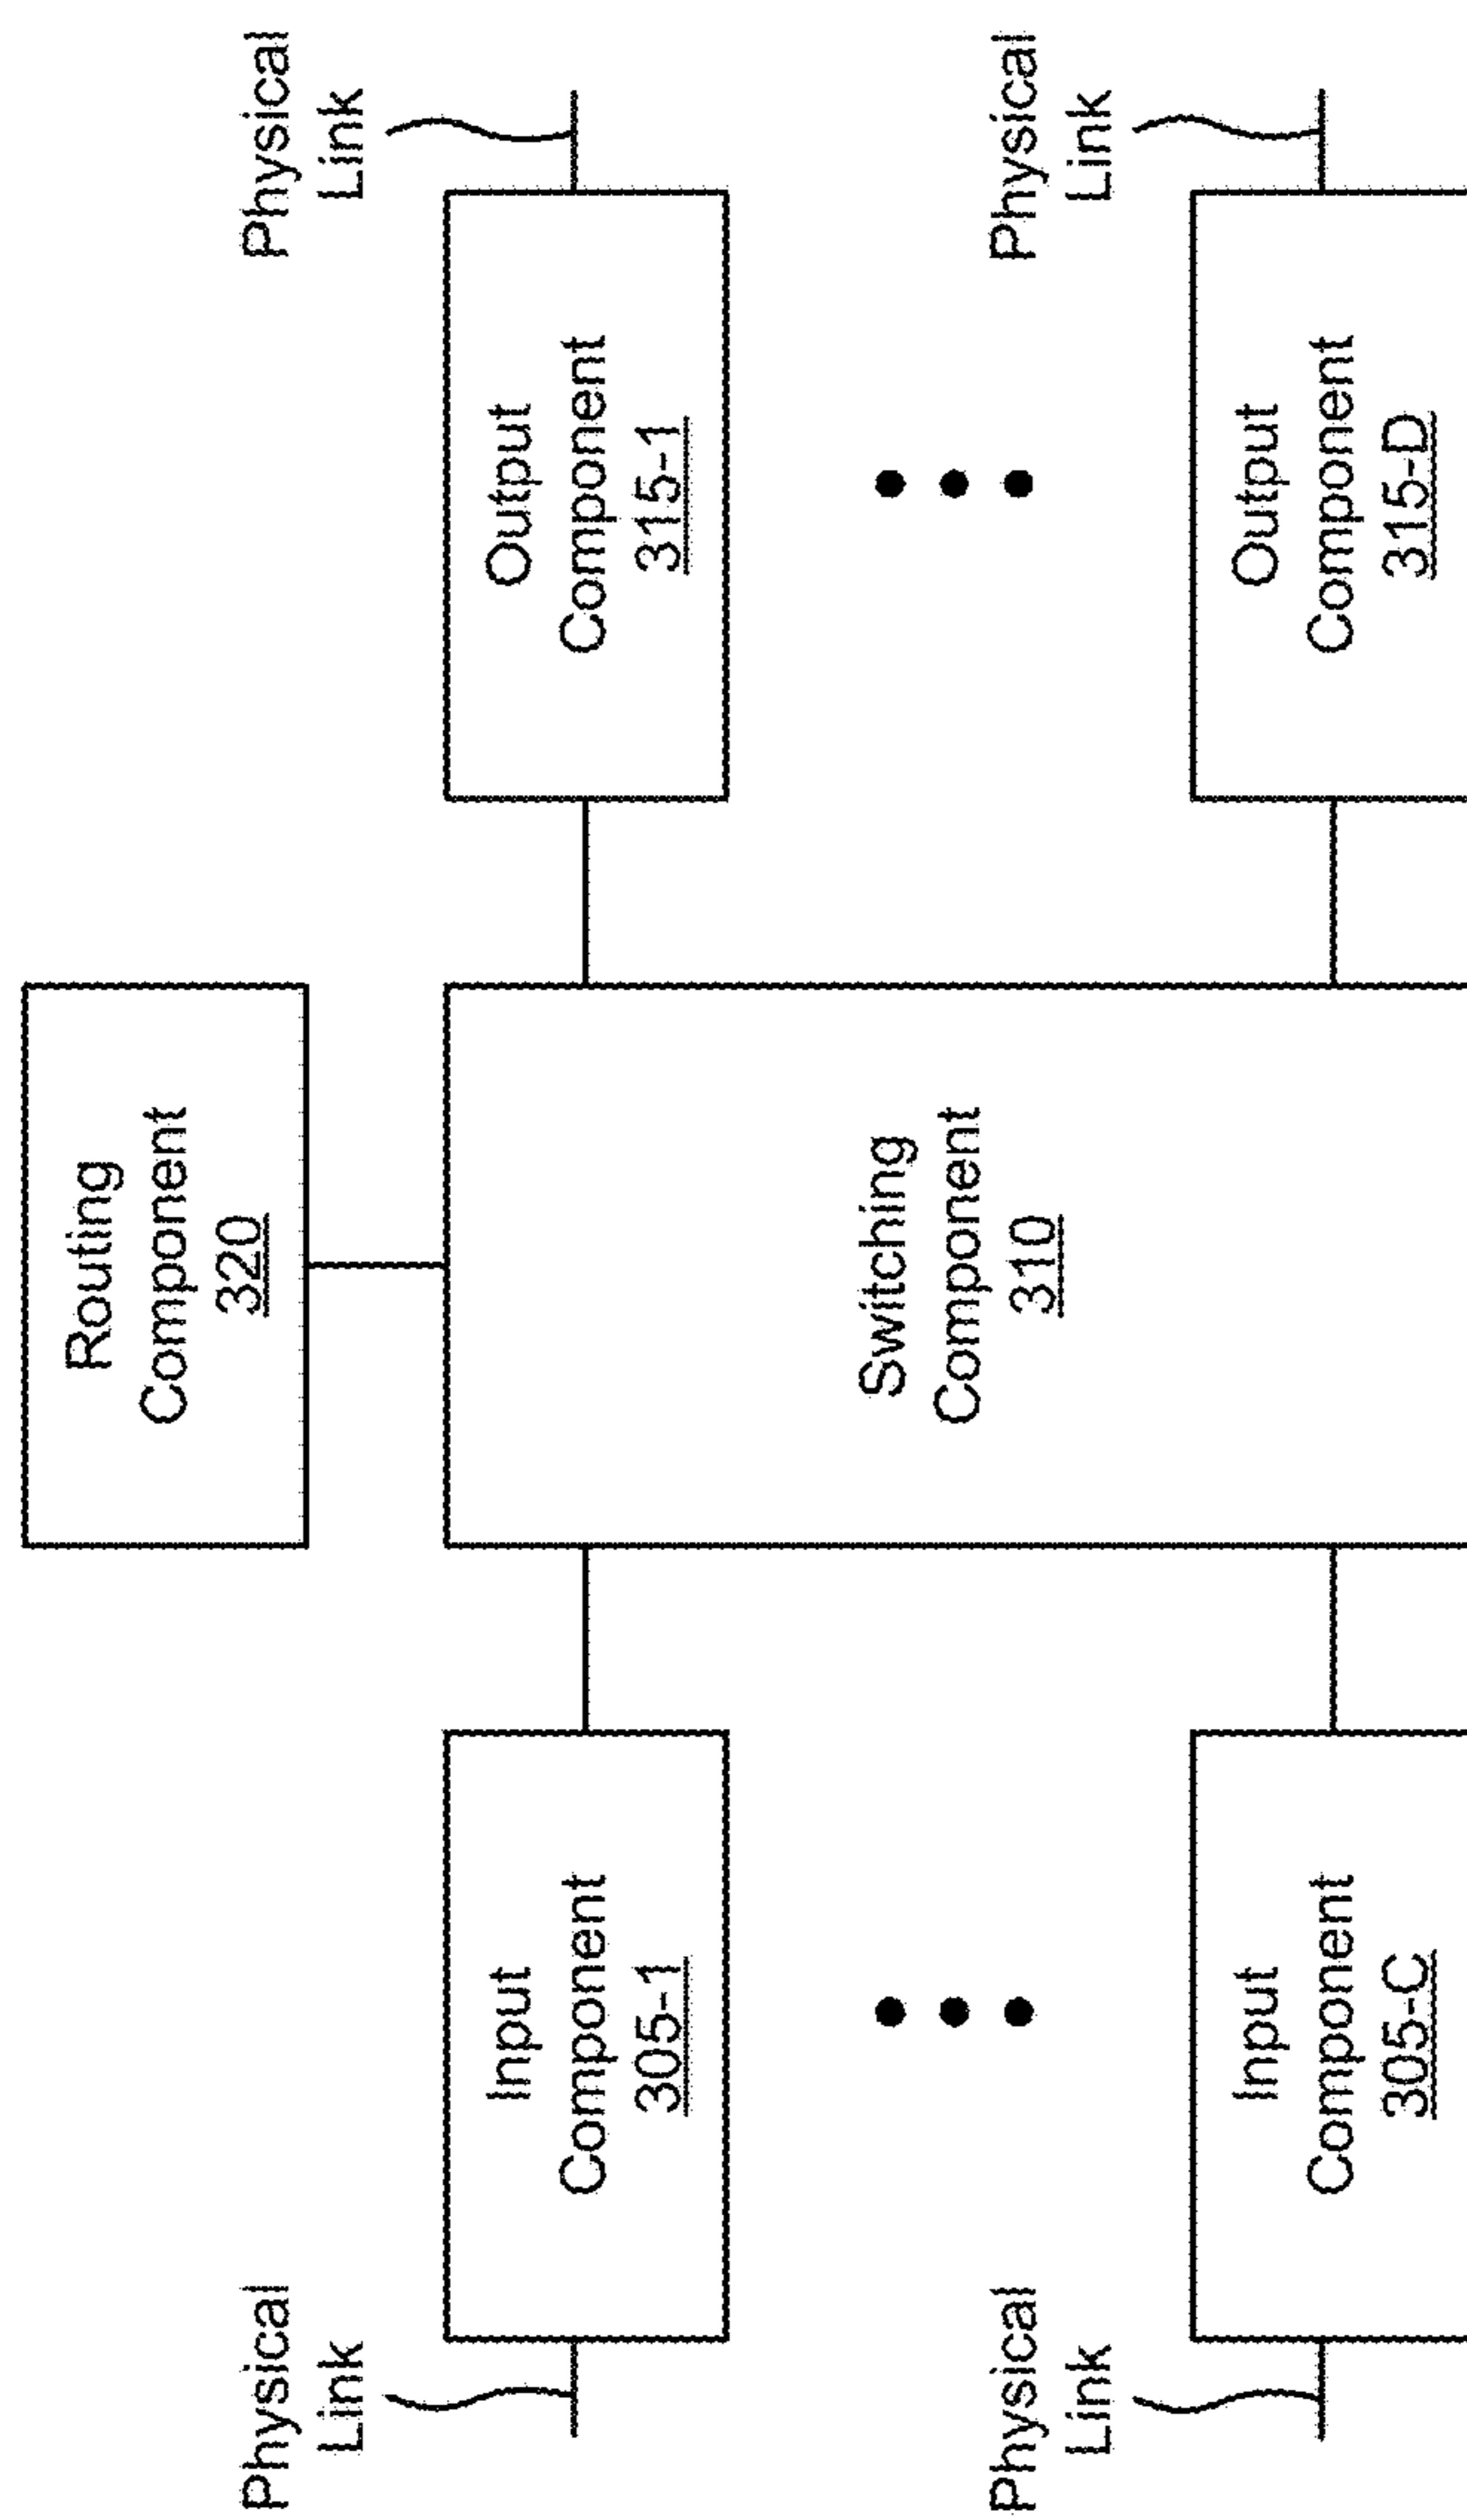 Routing
Component
320
Physical
Link
Input
Component
305-1
Output
Component
315-1
Physical
Link
Switching
Component
310
Physical
Link
Input
Component
305-C
Output
Component
315-D
Physical
Link